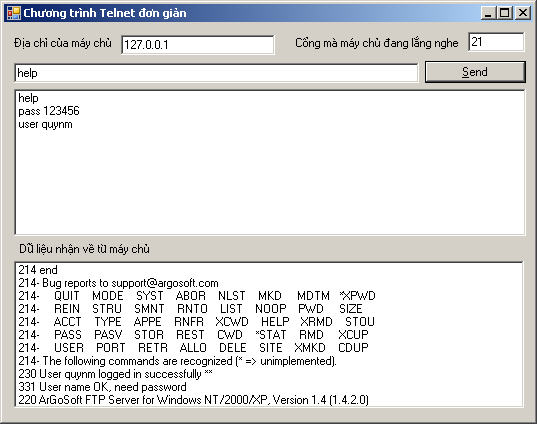 Chương trình Telnet đơn giản
Địa chỉ của máy chủ 127.0.0.1 Cổng mà máy chủ đang lắng nghe 21
help Send
help
pass 123456
user quynm
Dữ liệu nhận về từ máy chủ
214 end
214- Bug reports to support@argosoft.com
214- QUIT MODE SYST ABOR NLST MKD MDTM *XPWD
214- REIN STRU SMNT RNTO LIST NOOP PWD SIZE
214- ACCT TYPE APPE RNFR XCWD HELP XRMD STOU
214- PASS PASV STOR REST CWD *STAT RMD XCUP
214- USER PORT RETR ALLO DELE SITE XMKD CDUP
214- The following commands are recognized (* => unimplemented).
230 User quynm logged in successfully **
331 User name OK, need password
220 ArGoSoft FTP Server for Windows NT/2000/XP, Version 1.4 (1.4.2.0)